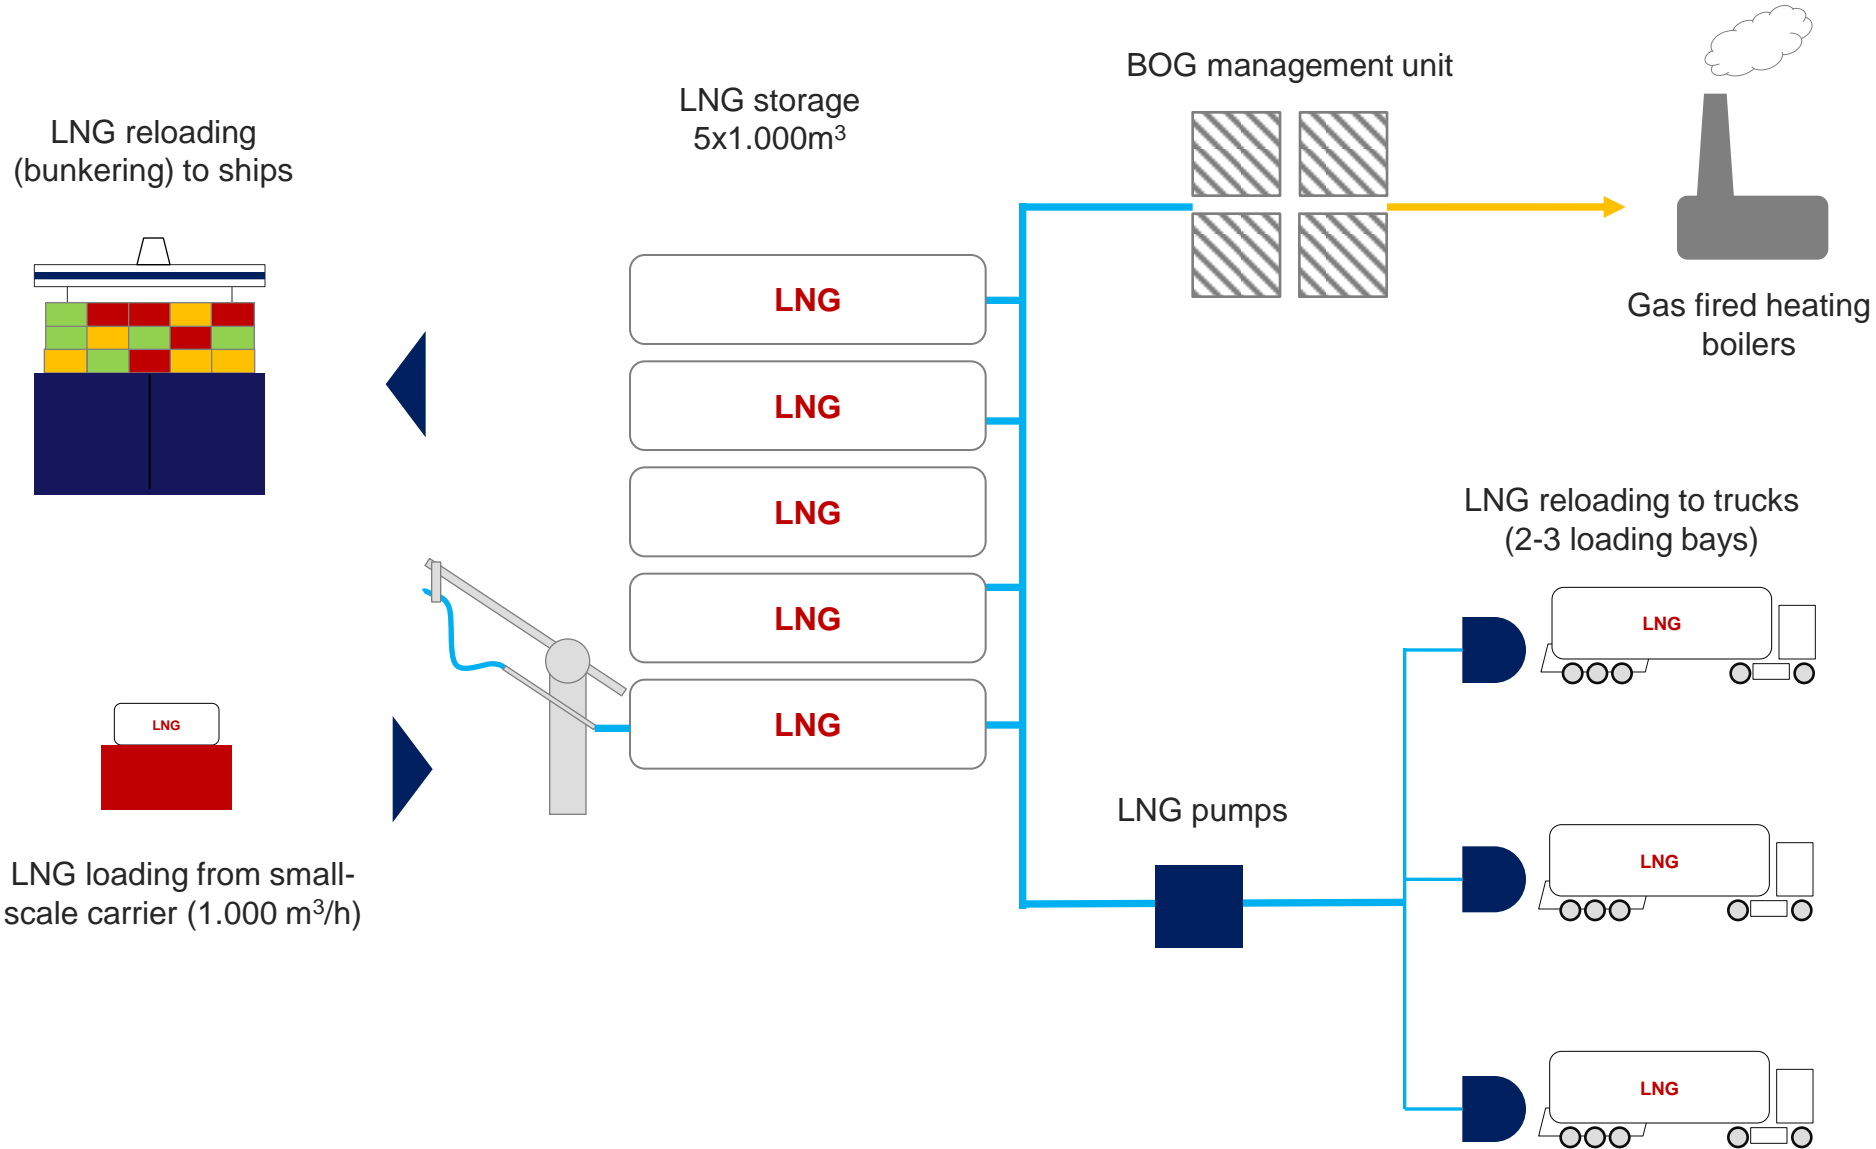 BOG management unit
LNG storage
5x1.000m³
LNG reloading
(bunkering) to ships
LNG
LNG
LNG
LNG
LNG
Gas fired heating
boilers
LNG reloading to trucks
(2-3 loading bays)
LNG
LNG
LNG loading from small-
scale carrier (1.000 m³/h)
LNG pumps
LNG
LNG